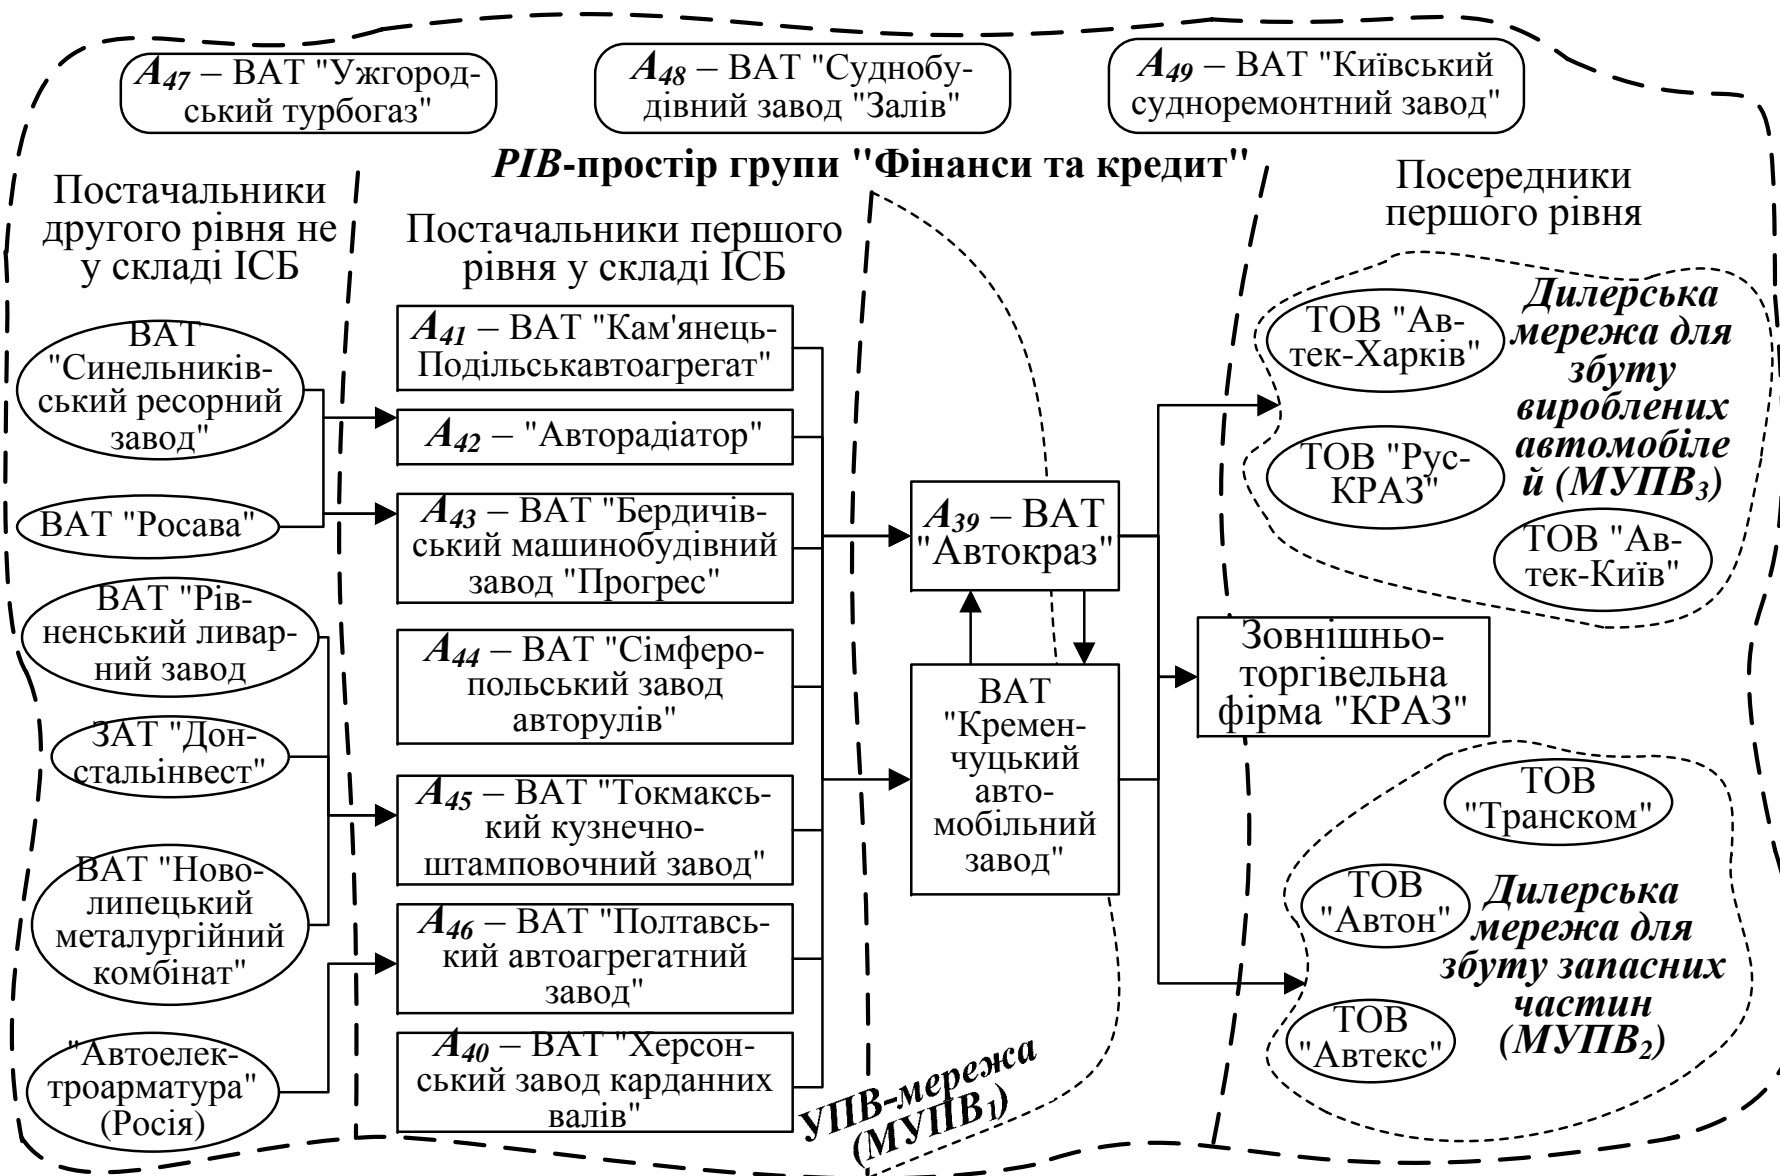 A47 – ВАТ "Ужгород-
ський турбогаз"
A48 – ВАТ "Суднобу-
дівний завод "Залів"
A49 – ВАТ "Київський
судноремонтний завод"
РІВ-простір групи "Фінанси та кредит"
Постачальники
другого рівня не
у складі ІСБ
ВАТ
"Синельників-
ський ресорний
завод"
ВАТ "Росава"
ВАТ "Рів-
ненський ливар-
ний завод
ЗАТ "Дон-
стальінвест"
ВАТ "Ново-
липецький
металургійний
комбінат"
"Автоелек-
троарматура"
(Росія)
Постачальники першого
рівня у складі ІСБ
A41 – ВАТ "Кам'янець-
Подільськавтоагрегат"
A42 – "Авторадіатор"
A43 – ВАТ "Бердичів-
ський машинобудівний
завод "Прогрес"
A44 – ВАТ "Сімферо-
польський завод
авторулів"
A45 – ВАТ "Токмаксь-
кий кузнечно-
штамповочний завод"
A46 – ВАТ "Полтавсь-
кий автоагрегатний
завод"
A40 – ВАТ "Херсон-
ський завод карданних
валів"
A39 – ВАТ
"Автокраз"
ВАТ
"Кремен-
чуцький
авто-
мобільний
завод"
УПВ-мережа
(МУПВ1)
Посередники
першого рівня
ТОВ "Ав-
тек-Харків"
ТОВ "Рус-
КРАЗ"
ТОВ "Ав-
тек-Київ"
Дилерська
мережа для
збуту
вироблених
автомобіле
й (МУПВ3)
Зовнішньо-
торгівельна
фірма "КРАЗ"
ТОВ
"Транском"
ТОВ
"Автон"
ТОВ
"Автекс"
Дилерська
мережа для
збуту запасних
частин
(МУПВ2)